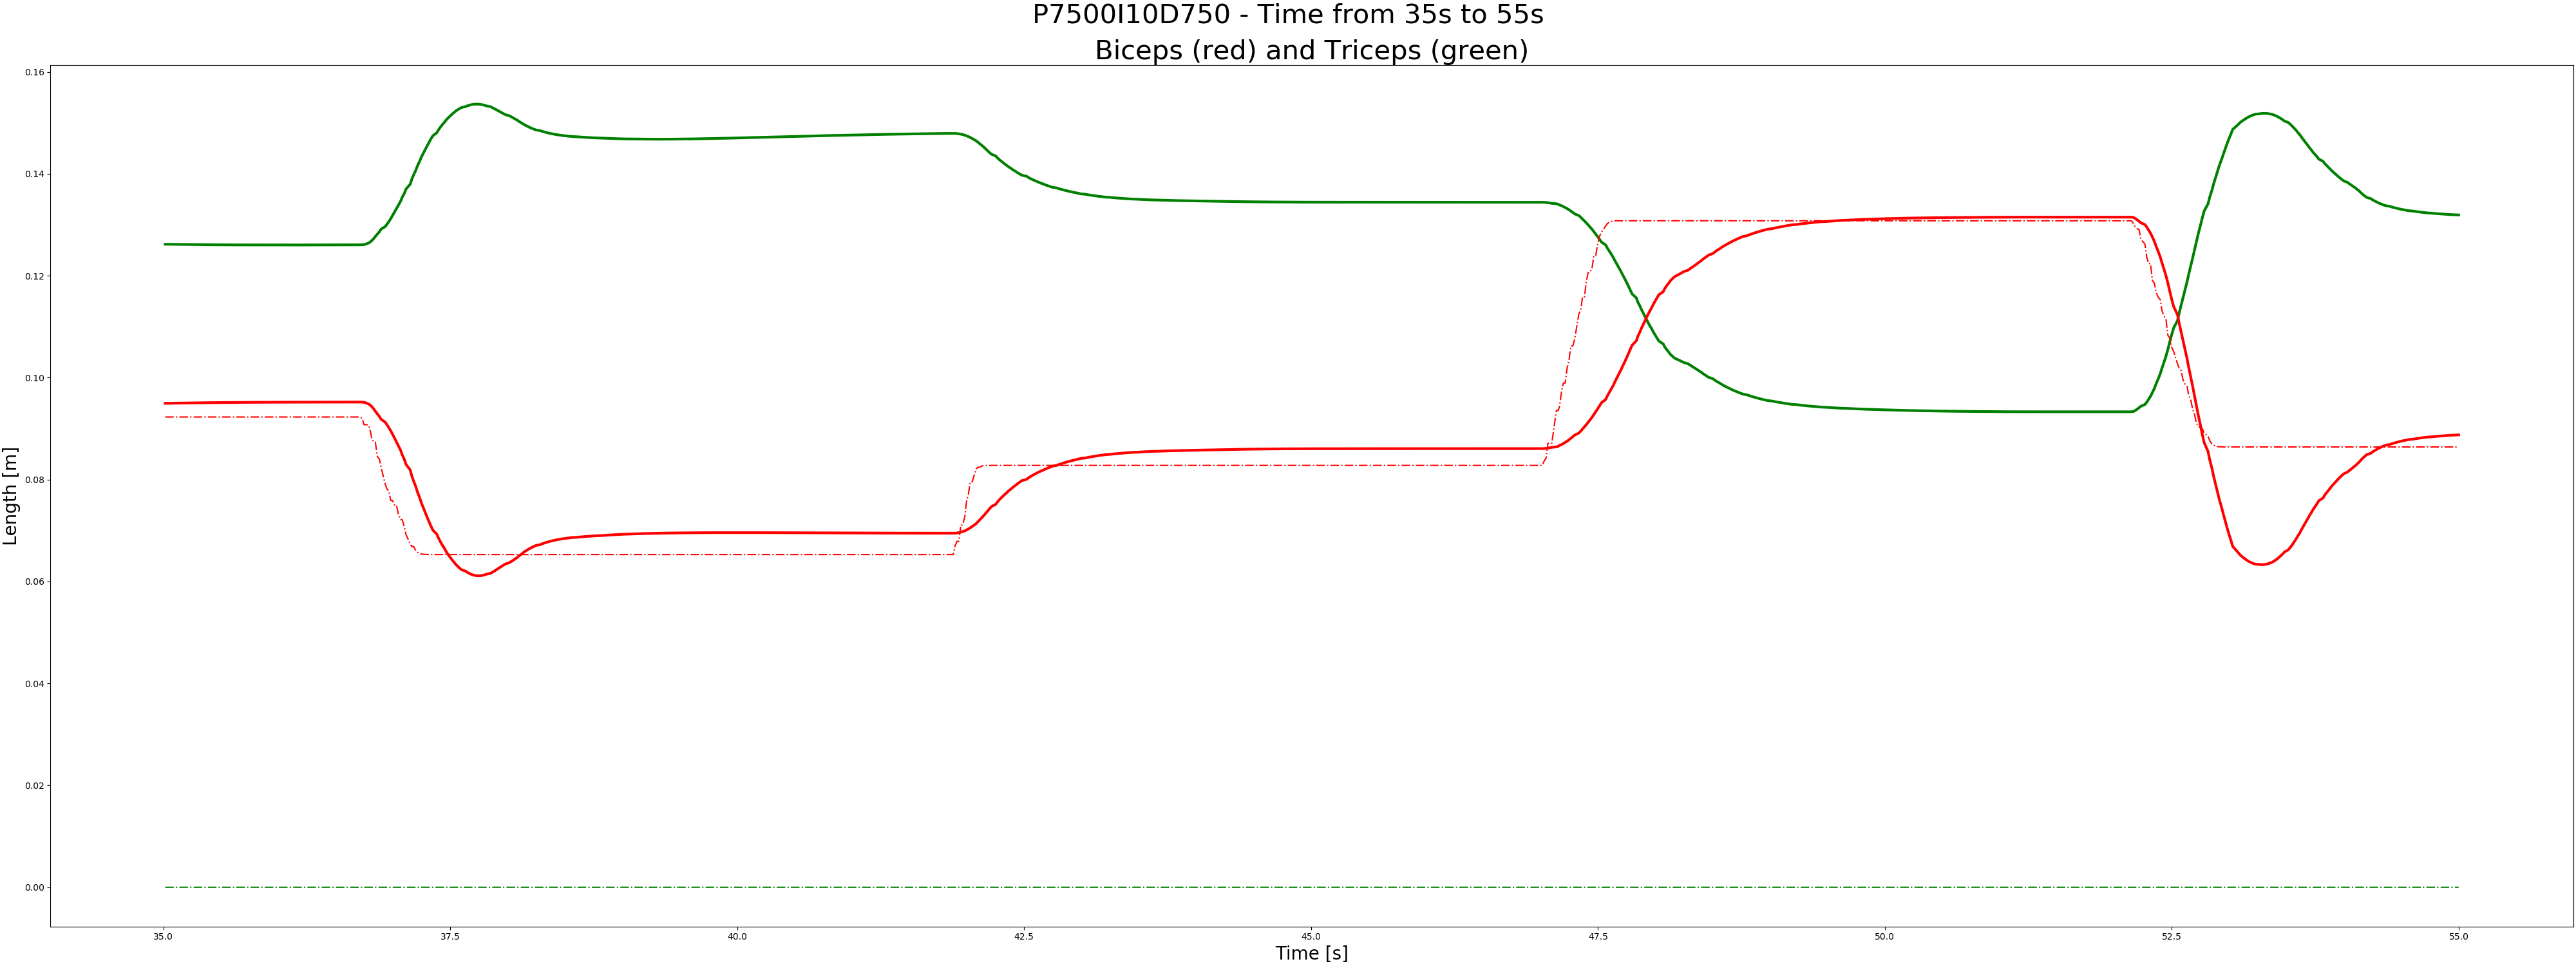 P7500I10D750 - Time from 35s to 55s
Biceps (red) and Triceps (green)
0.16
0.14
0.12
0.10
0.08
0.06
0.04
0.02
0.00
Length [m]
35.0 37.5 40.0 42.5 45.0 47.5 50.0 52.5 55.0
Time [s]